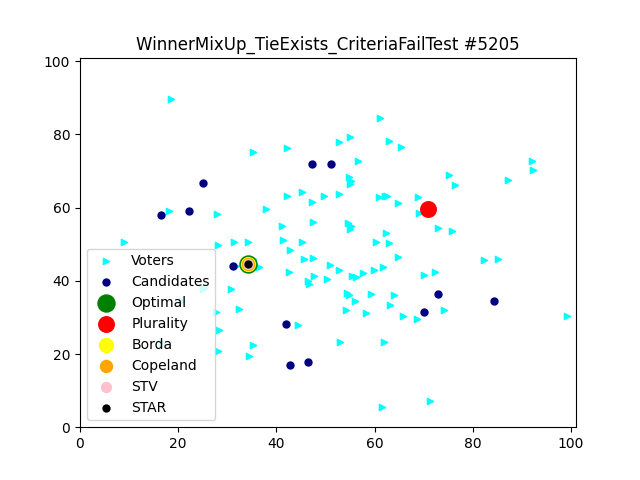 WinnerMixUp_TieExists_CriteriaFailTest #5205
100
80
60
40
20
0
Voters
Candidates
Optimal
Plurality
Borda
Copeland
STV
STAR
0
20
40
60
80
100